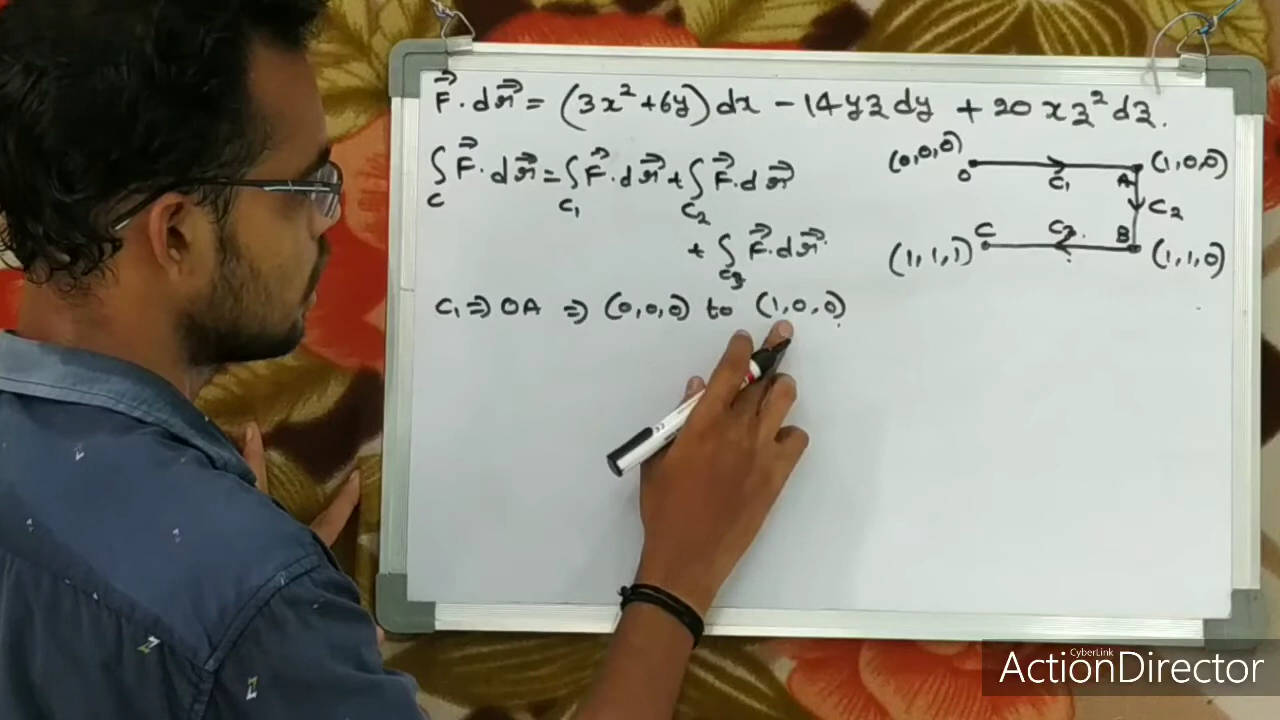 F⃗. dr⃗ = (3x² + 6y) dx - 14yz dy + 20xz² dz.
∫_C F⃗. dr⃗ = ∫_C₁ F⃗. dr⃗ + ∫_C₂ F⃗. dr⃗
+ ∫_C₃ F⃗. dr⃗
C₁ ⇒ OA ⇒ (0,0,0) to (1,0,0)
(0,0,0) O C₁ A (1,0,0)
C₂
(1,1,1) C C₃ B (1,1,0)
CyberLink
ActionDirector